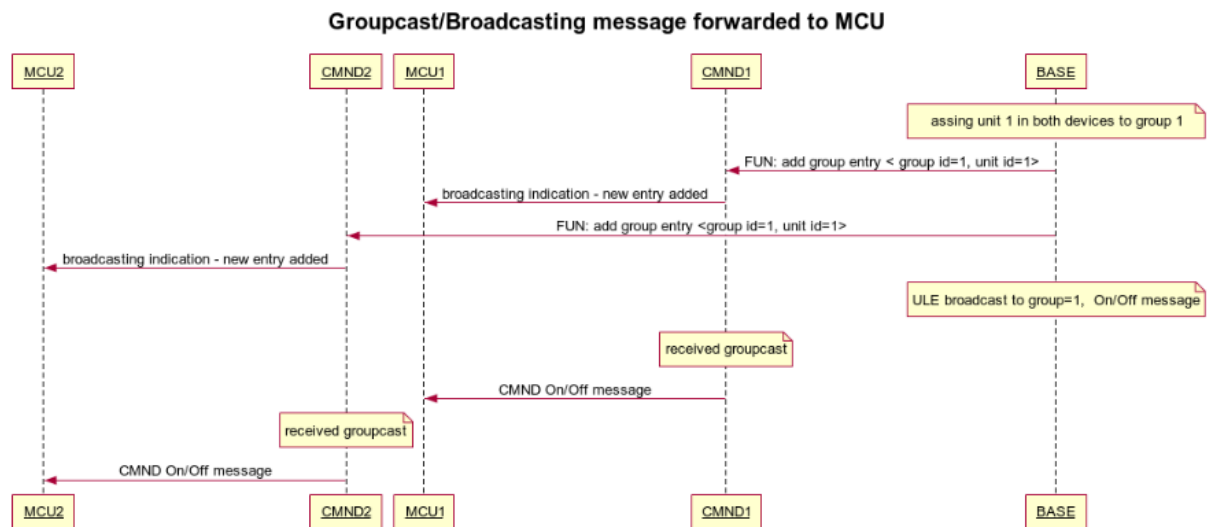 Groupcast/Broadcasting message forwarded to MCU
MCU2 CMND2 MCU1 CMND1 BASE
assing unit 1 in both devices to group 1
FUN: add group entry < group id=1, unit id=1>
broadcasting indication - new entry added
FUN: add group entry <group id=1, unit id=1>
broadcasting indication - new entry added
ULE broadcast to group=1, On/Off message
received groupcast
CMND On/Off message
received groupcast
CMND On/Off message
MCU2 CMND2 MCU1 CMND1 BASE